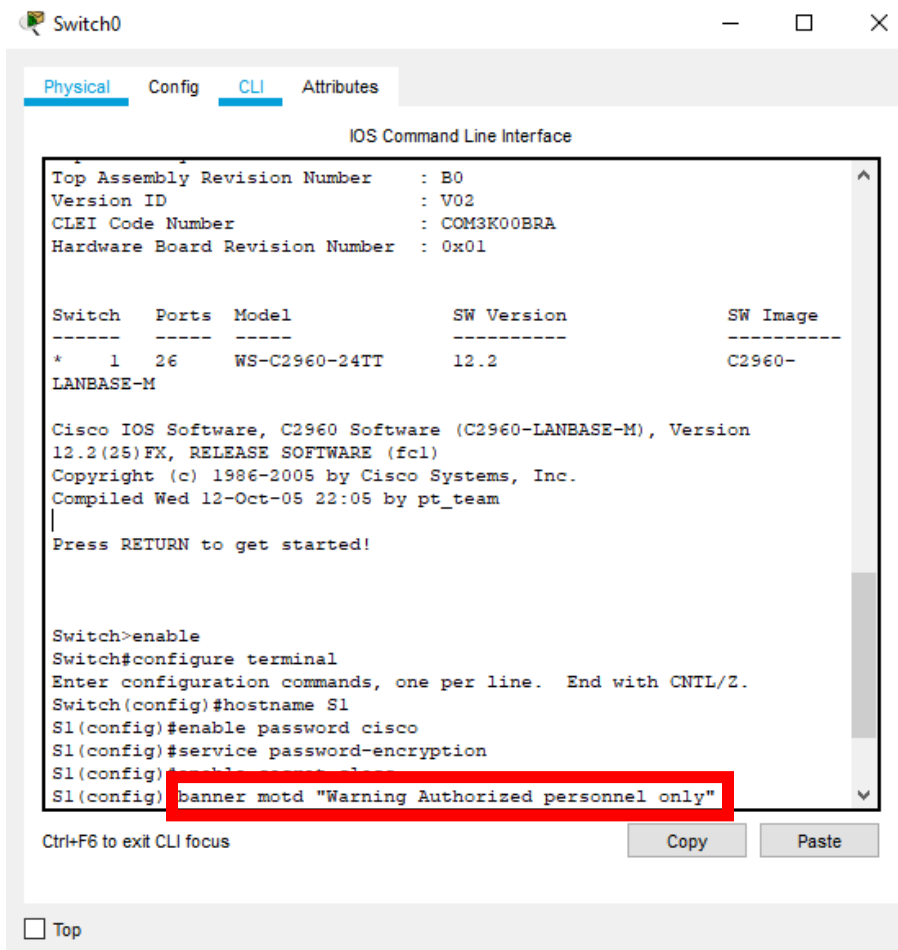 Switch0
Physical Config CLI Attributes
IOS Command Line Interface
Top Assembly Revision Number : B0
Version ID : V02
CLEI Code Number : COM3K00BRA
Hardware Board Revision Number : 0x01
Switch Ports Model SW Version SW Image
------ ----- ----- ---------- ----------
* 1 26 WS-C2960-24TT 12.2 C2960-
LANBASE-M
Cisco IOS Software, C2960 Software (C2960-LANBASE-M), Version
12.2(25)FX, RELEASE SOFTWARE (fc1)
Copyright (c) 1986-2005 by Cisco Systems, Inc.
Compiled Wed 12-Oct-05 22:05 by pt_team
Press RETURN to get started!
Switch>enable
Switch#configure terminal
Enter configuration commands, one per line. End with CNTL/Z.
Switch(config)#hostname S1
S1(config)#enable password cisco
S1(config)#service password-encryption
S1(config)
S1(config) banner motd "Warning Authorized personnel only"
Ctrl+F6 to exit CLI focus
Copy Paste
Top